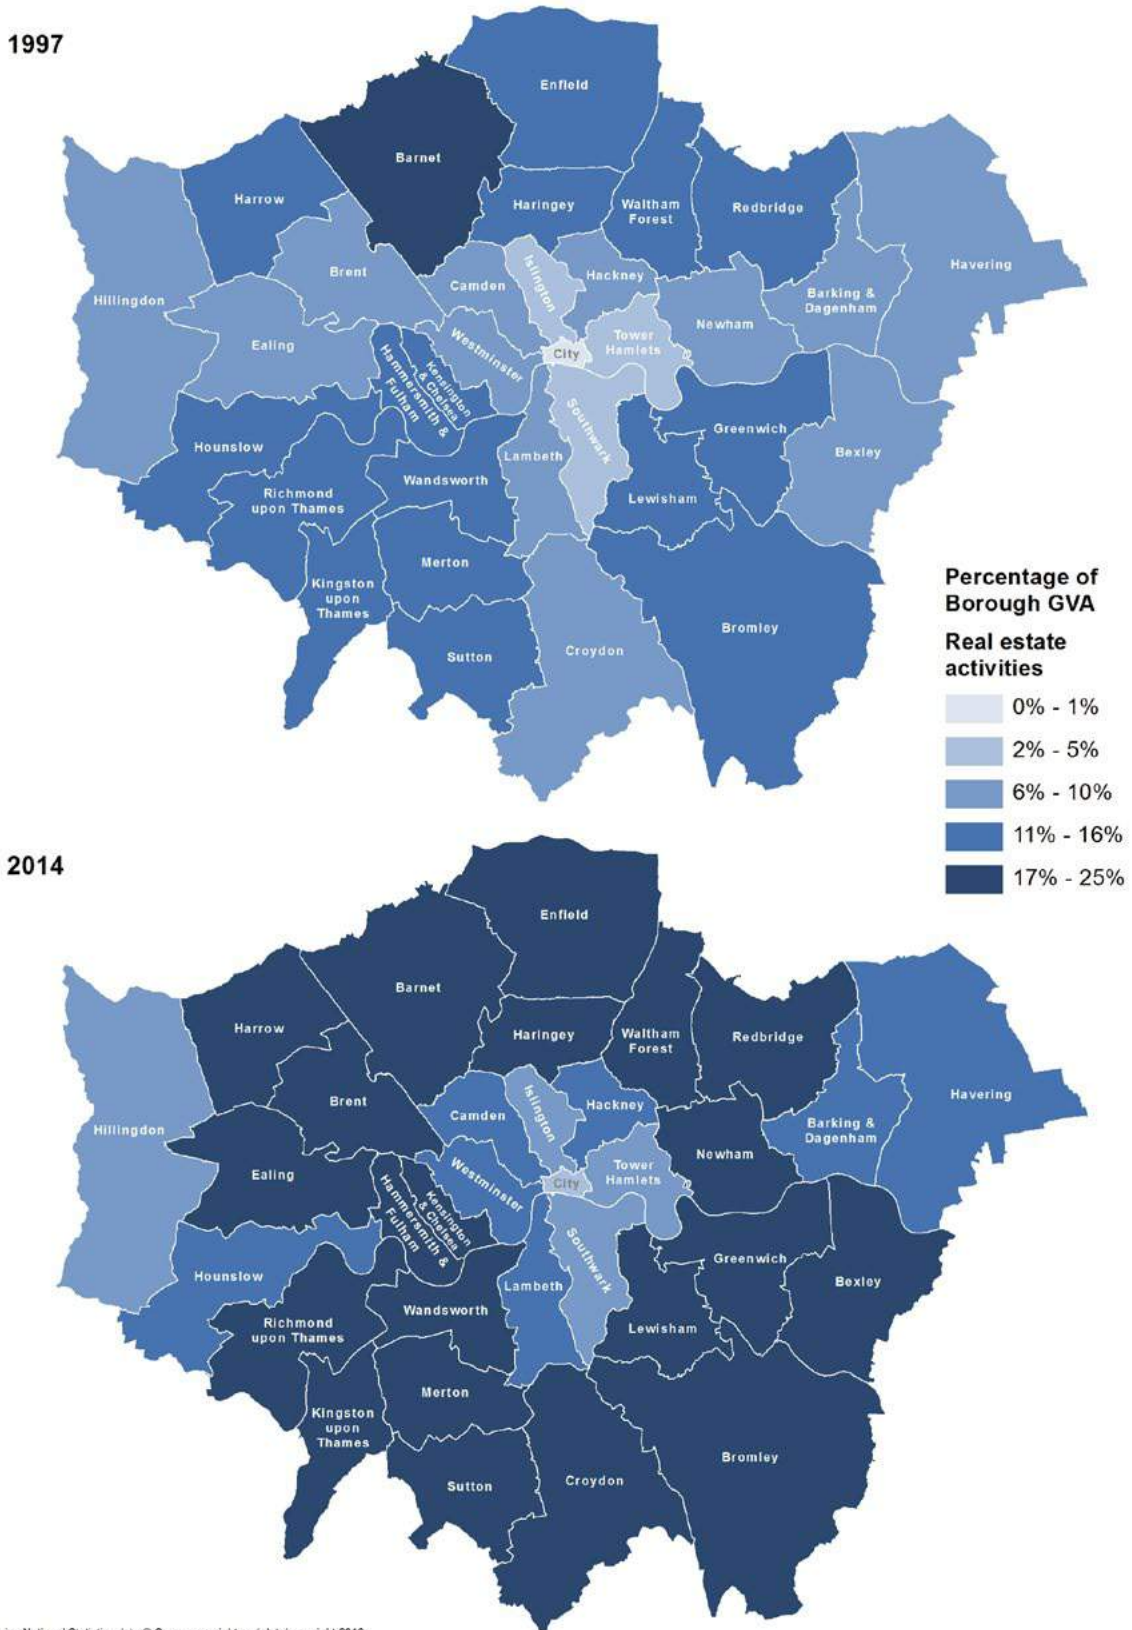 1997
Enfield
Barnet
Harrow
Haringey
Waltham
Forest
Redbridge
Havering
Brent
Camden
Islington
Hackney
Hillingdon
Barking &
Dagenham
Newham
Ealing
Westminster
Tower
Hamlets
City
Kensington
& Chelsea
Hammersmith &
Fulham
Southwark
Greenwich
Hounslow
Lambeth
Bexley
Wandsworth
Richmond
upon Thames
Lewisham
Merton
Kingston
upon
Thames
Bromley
Sutton
Croydon
Percentage of
Borough GVA
Real estate
activities
0% - 1%
2% - 5%
6% - 10%
11% - 16%
17% - 25%
2014
Enfield
Barnet
Harrow
Haringey
Waltham
Forest
Redbridge
Havering
Brent
Camden
Islington
Hackney
Hillingdon
Barking &
Dagenham
Newham
Ealing
Westminster
Tower
Hamlets
City
Kensington
& Chelsea
Hammersmith &
Fulham
Southwark
Greenwich
Hounslow
Lambeth
Bexley
Wandsworth
Richmond
upon Thames
Lewisham
Merton
Kingston
upon
Thames
Bromley
Sutton
Croydon